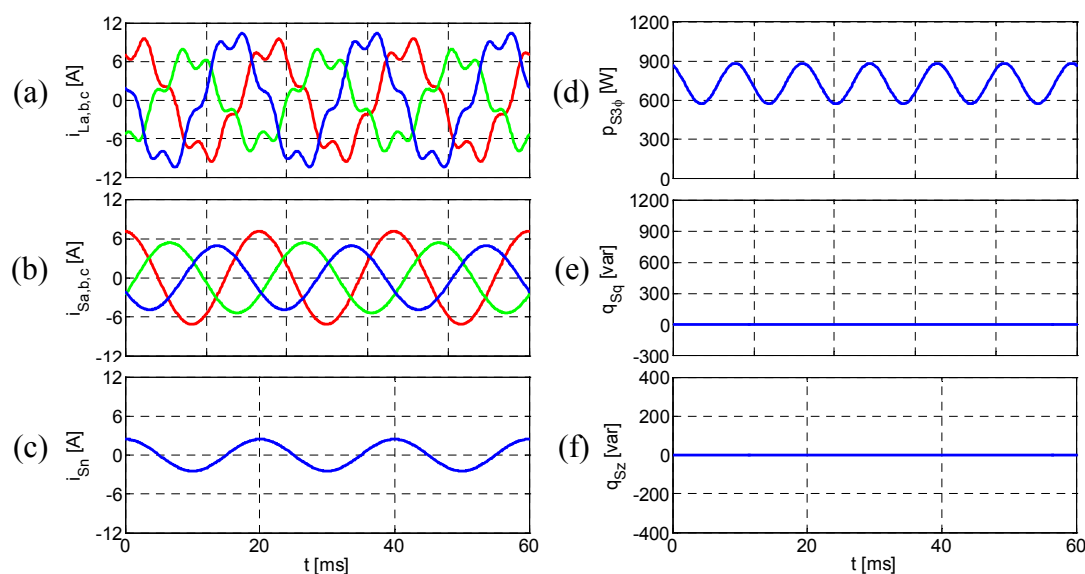 (a)
i_La,b,c [A]
12
6
0
-6
-12
(b)
i_Sa,b,c [A]
12
6
0
-6
-12
(c)
i_Sn [A]
12
6
0
-6
-12
0 20 40 60
t [ms]
(d)
p_S3ϕ [W]
1200
900
600
300
0
(e)
q_Sq [var]
1200
900
600
300
0
-300
(f)
q_Sz [var]
400
200
0
-200
-400
0 20 40 60
t [ms]